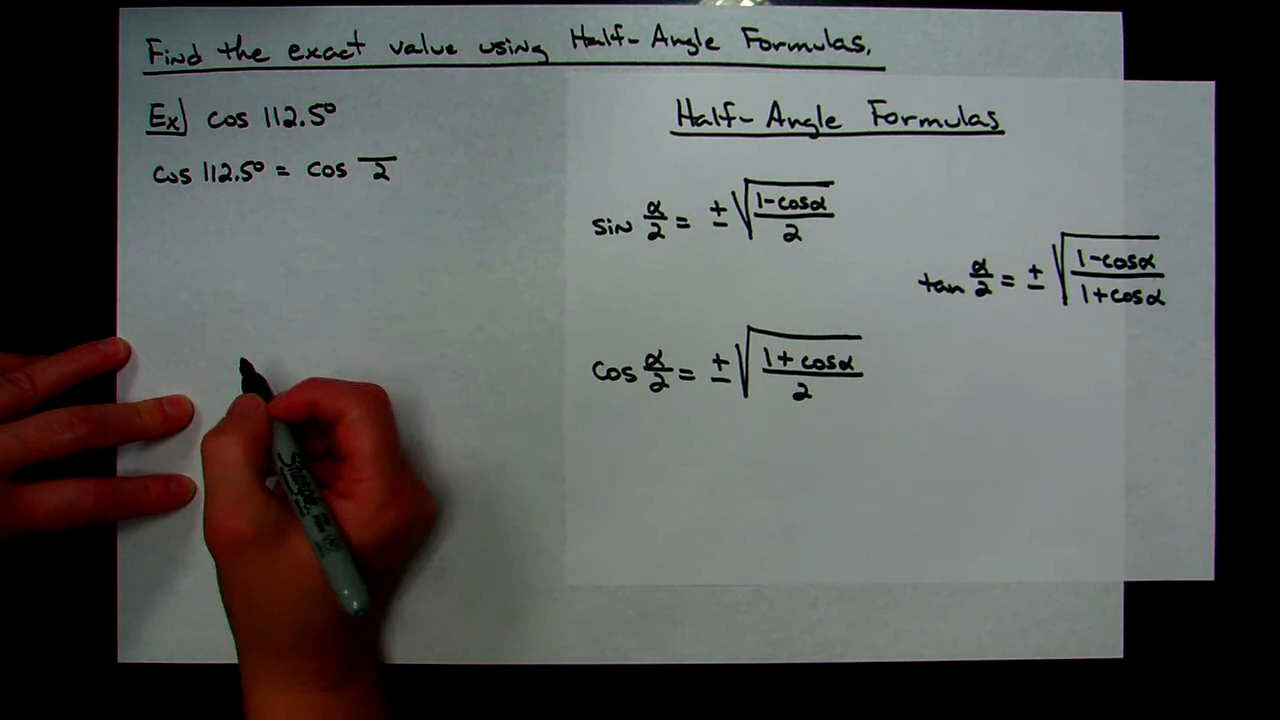 Find the exact value using Half-Angle Formulas.
Ex) cos 112.5°
cos 112.5° = cos —/2
Half-Angle Formulas
sin α/2 = ± √((1-cosα)/2)
tan α/2 = ± √((1-cosα)/(1+cosα))
cos α/2 = ± √((1+cosα)/2)
Sharpie